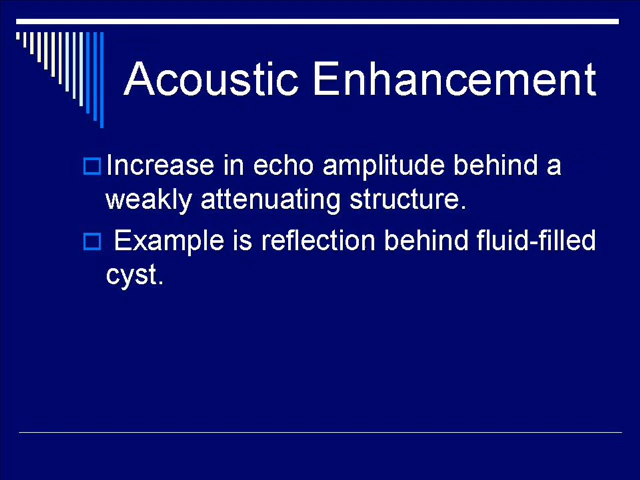 Acoustic Enhancement
Increase in echo amplitude behind a
weakly attenuating structure.
Example is reflection behind fluid-filled
cyst.